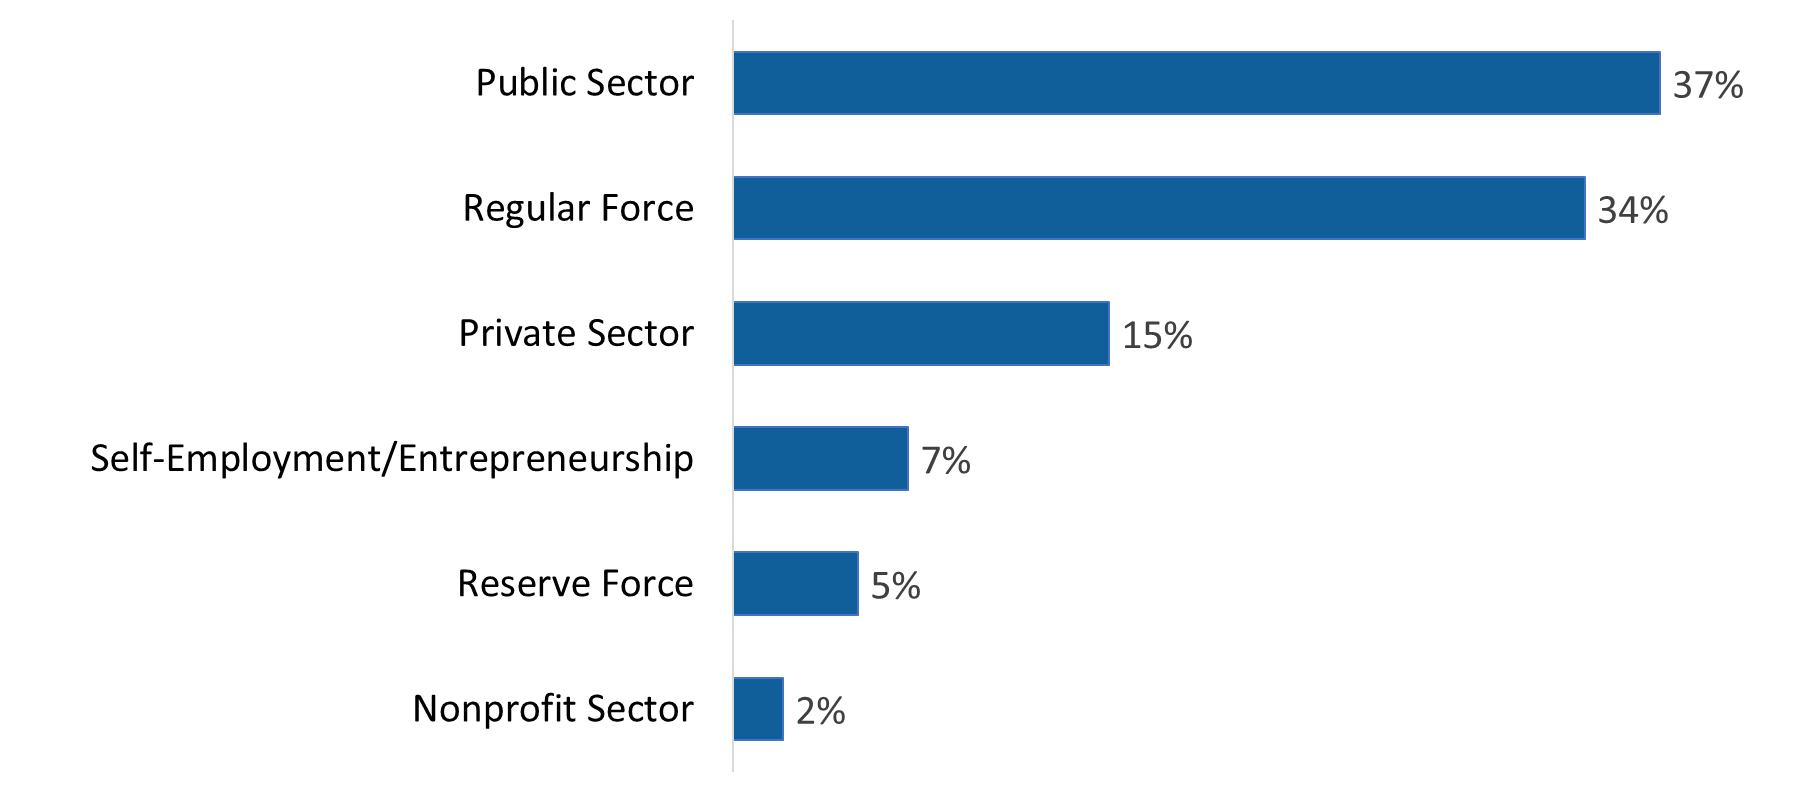 Public Sector 37%
Regular Force 34%
Private Sector 15%
Self-Employment/Entrepreneurship 7%
Reserve Force 5%
Nonprofit Sector 2%